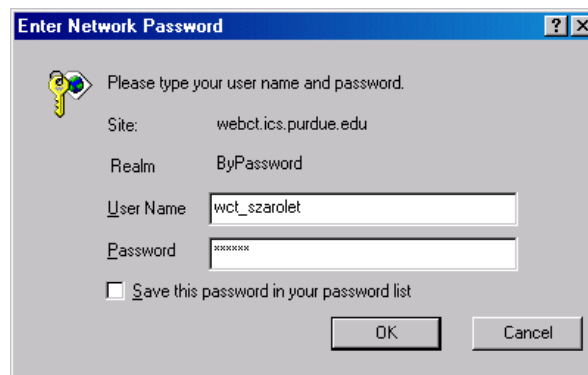 Enter Network Password
Please type your user name and password.
Site: webct.ics.purdue.edu
Realm ByPassword
User Name wct_szarolet
Password ******
Save this password in your password list
OK Cancel